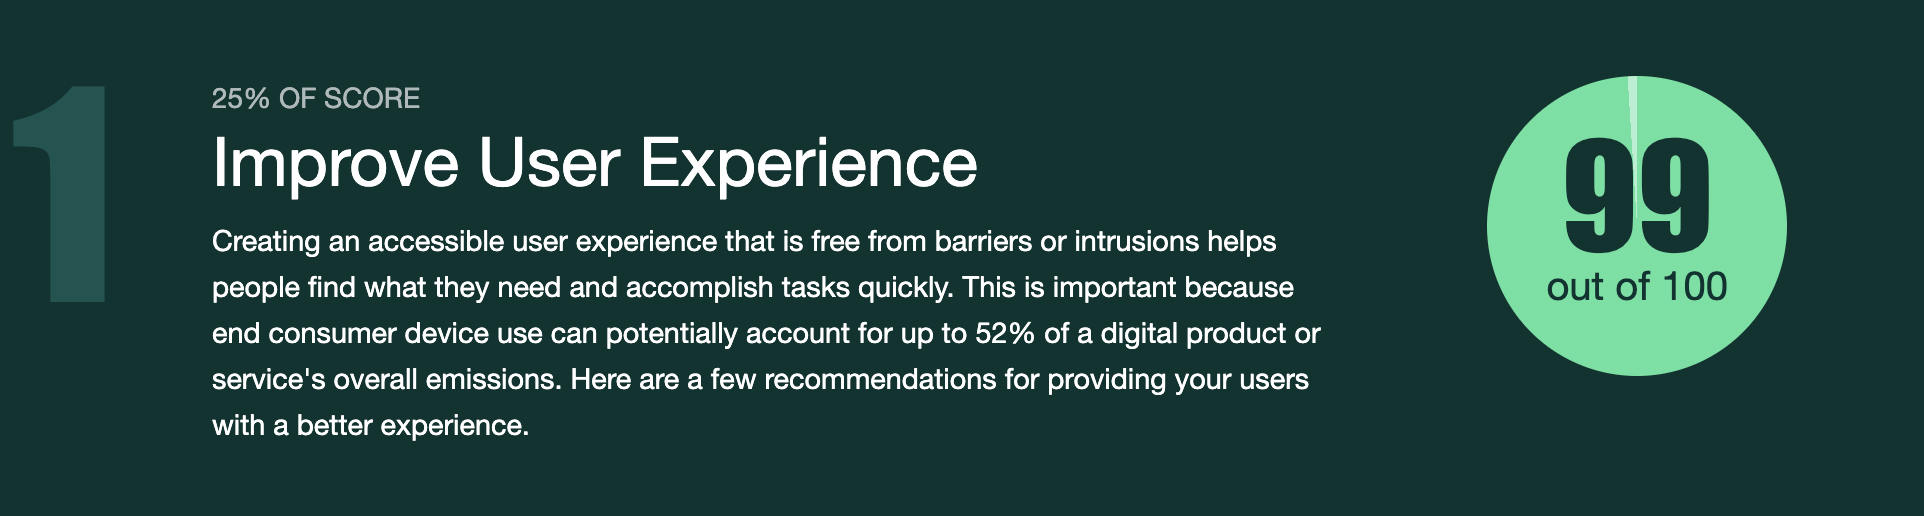 1
25% OF SCORE
Improve User Experience
Creating an accessible user experience that is free from barriers or intrusions helps
people find what they need and accomplish tasks quickly. This is important because
end consumer device use can potentially account for up to 52% of a digital product or
service's overall emissions. Here are a few recommendations for providing your users
with a better experience.
99
out of 100